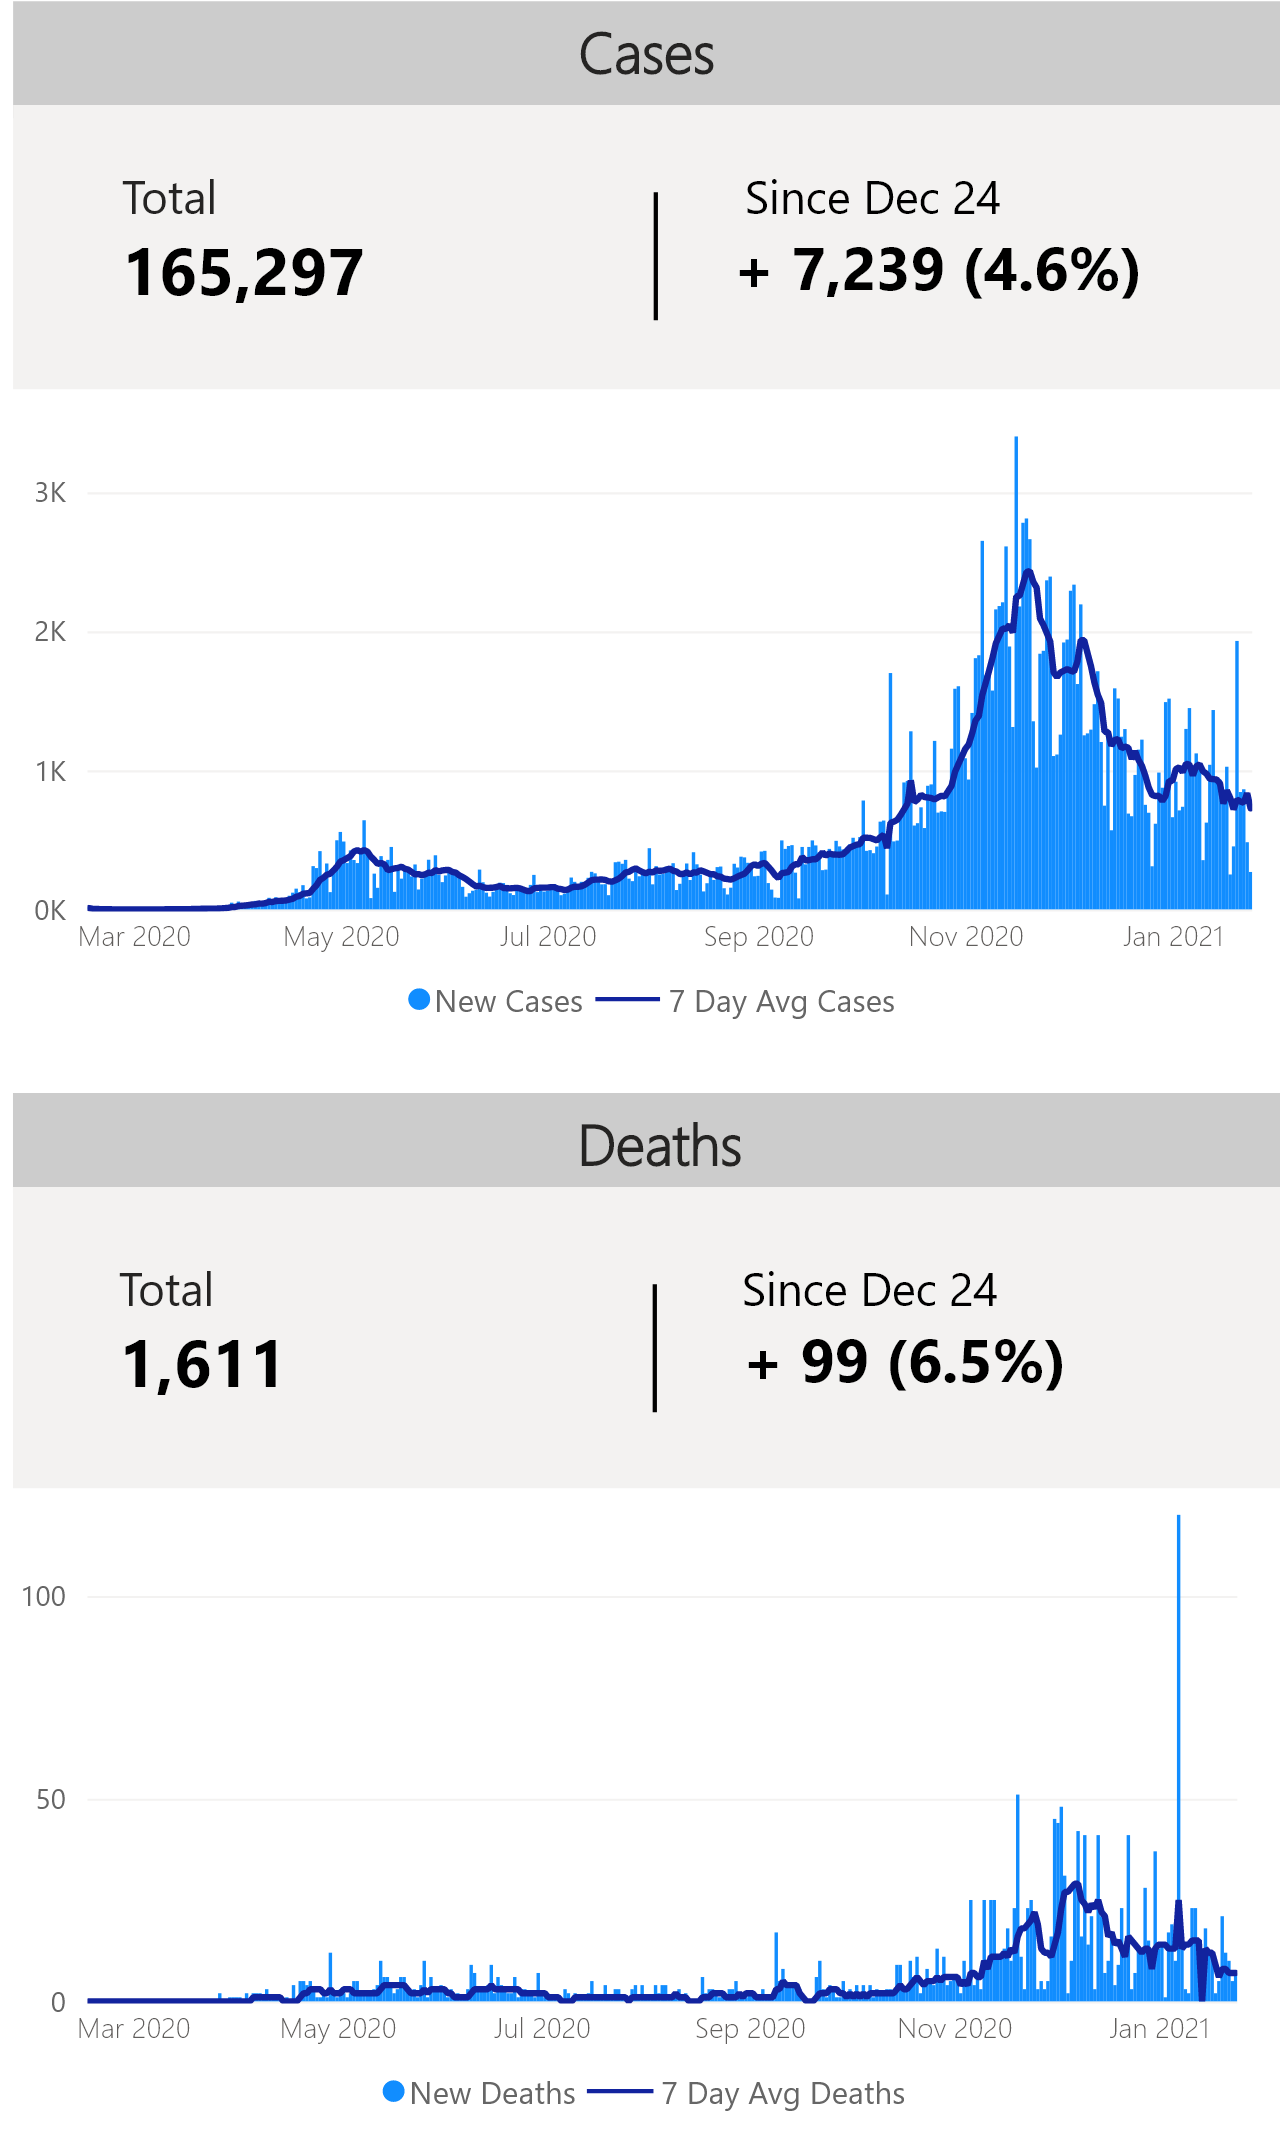 Cases
Total
Since Dec 24
165,297
+ 7,239 (4.6%)
3K
2K
1K
0K
Mar 2020 May 2020 Jul 2020 Sep 2020 Nov 2020 Jan 2021
New Cases 7 Day Avg Cases
Deaths
Total
Since Dec 24
1,611
+ 99 (6.5%)
100
50
0
Mar 2020 May 2020 Jul 2020 Sep 2020 Nov 2020 Jan 2021
New Deaths 7 Day Avg Deaths